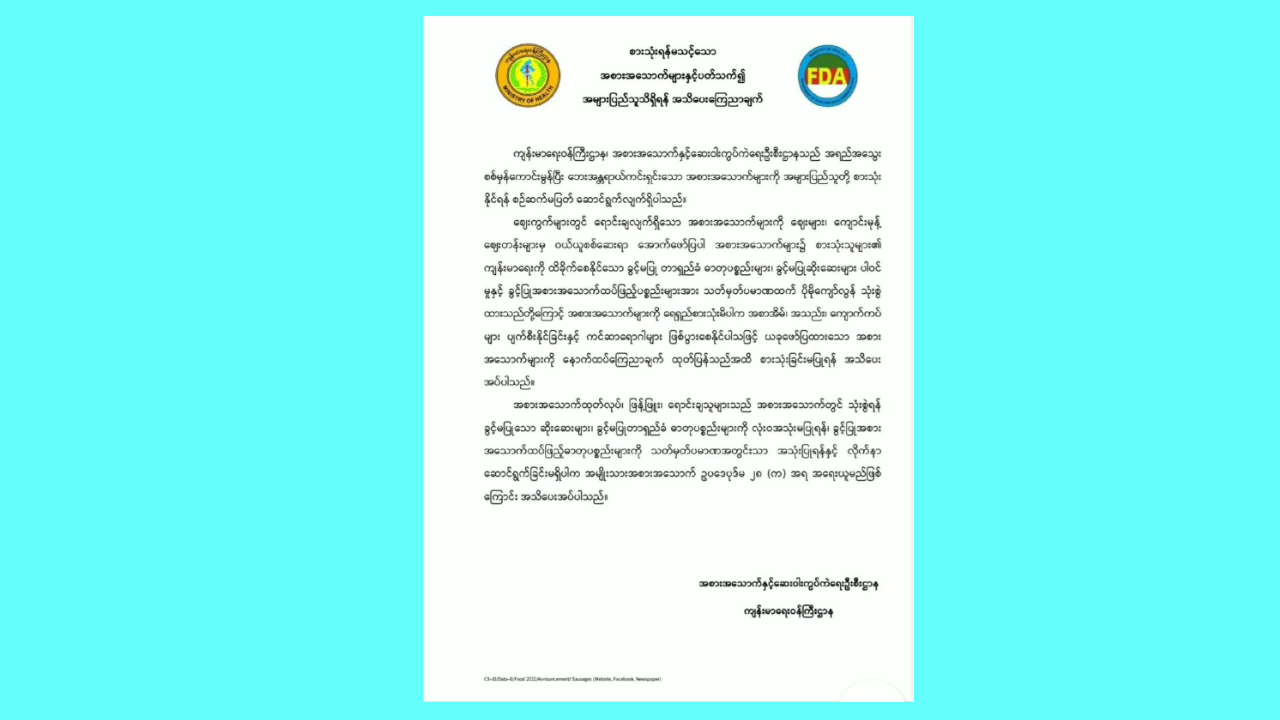 စားသုံးရန်မသင့်သော
အစားအသောက်များနှင့်ပတ်သက်၍
အများပြည်သူသိရှိရန် အသိပေးကြေညာချက်
MINISTRY OF HEALTH
FDA
ကျန်းမာရေးဝန်ကြီးဌာန၊ အစားအသောက်နှင့်ဆေးဝါးကွပ်ကဲရေးဦးစီးဌာနသည် အရည်အသွေး
စစ်မှန်ကောင်းမွန်ပြီး ဘေးအန္တရာယ်ကင်းရှင်းသော အစားအသောက်များကို အများပြည်သူတို့ စားသုံး
နိုင်ရန် စဉ်ဆက်မပြတ် ဆောင်ရွက်လျက်ရှိပါသည်။
ဈေးကွက်များတွင် ရောင်းချလျက်ရှိသော အစားအသောက်များကို ဈေးများ၊ ကျောင်းမုန့်
ဈေးတန်းများမှ ဝယ်ယူစစ်ဆေးရာ အောက်ဖော်ပြပါ အစားအသောက်များ၌ စားသုံးသူများ၏
ကျန်းမာရေးကို ထိခိုက်စေနိုင်သော ခွင့်မပြု တာရှည်ခံ ဓာတုပစ္စည်းများ၊ ခွင့်မပြုဆိုးဆေးများ ပါဝင်
မှုနှင့် ခွင့်ပြုအစားအသောက်ထပ်ဖြည့်ပစ္စည်းများအား သတ်မှတ်ပမာဏထက် ပိုမိုကျော်လွန် သုံးစွဲ
ထားသည်တို့ကြောင့် အစားအသောက်များကို ရေရှည်စားသုံးမိပါက အစာအိမ်၊ အသည်း၊ ကျောက်ကပ်
များ ပျက်စီးနိုင်ခြင်းနှင့် ကင်ဆာရောဂါများ ဖြစ်ပွားစေနိုင်ပါသဖြင့် ယခုဖော်ပြထားသော အစား
အသောက်များကို နောက်ထပ်ကြေညာချက် ထုတ်ပြန်သည်အထိ စားသုံးခြင်းမပြုရန် အသိပေး
အပ်ပါသည်။
အစားအသောက်ထုတ်လုပ်၊ ဖြန့်ဖြူး၊ ရောင်းချသူများသည် အစားအသောက်တွင် သုံးစွဲရန်
ခွင့်မပြုသော ဆိုးဆေးများ၊ ခွင့်မပြုတာရှည်ခံ ဓာတုပစ္စည်းများကို လုံးဝအသုံးမပြုရန်၊ ခွင့်ပြုအစား
အသောက်ထပ်ဖြည့်ဓာတုပစ္စည်းများကို သတ်မှတ်ပမာဏအတွင်းသာ အသုံးပြုရန်နှင့် လိုက်နာ
ဆောင်ရွက်ခြင်းမရှိပါက အမျိုးသားအစားအသောက် ဥပဒေပုဒ်မ ၂၈ (က) အရ အရေးယူမည်ဖြစ်
ကြောင်း အသိပေးအပ်ပါသည်။
အစားအသောက်နှင့်ဆေးဝါးကွပ်ကဲရေးဦးစီးဌာန
ကျန်းမာရေးဝန်ကြီးဌာန
Announcement/ Sausages (Website, Facebook, Newspaper)